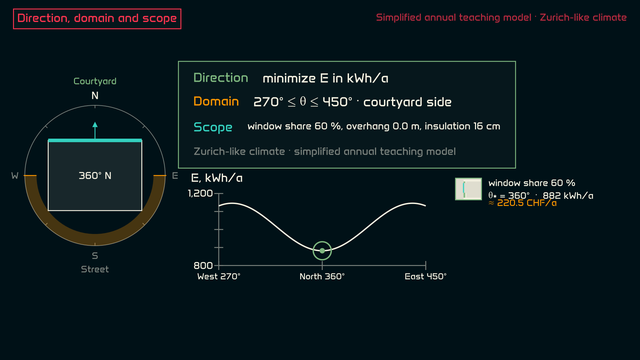 Direction, domain and scope
Simplified annual teaching model · Zurich-like climate
Courtyard
N
W
E
360° N
S
Street
Direction minimize E in kWh/a
Domain 270° ≤ θ ≤ 450° · courtyard side
Scope window share 60 %, overhang 0.0 m, insulation 16 cm
Zurich-like climate · simplified annual teaching model
E, kWh/a
1,200
800
West 270°
North 360°
East 450°
window share 60 %
= 360° · 882 kWh/a
≈ 220.5 CHF/a